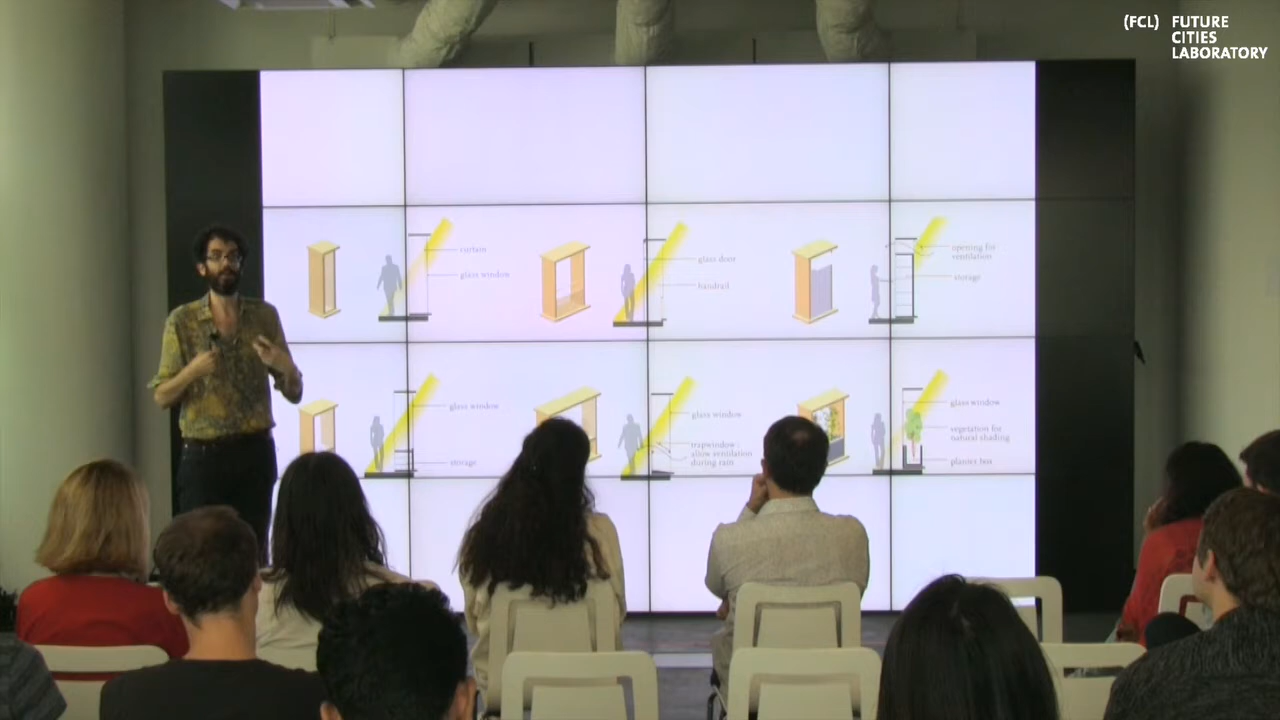 (FCL) FUTURE
CITIES
LABORATORY
curtain
glass window
glass door
handrail
opening for
ventilation
storage
glass window
storage
glass window
trapwindow :
allow ventilation
during rain
glass window
vegetation for
natural shading
planter box